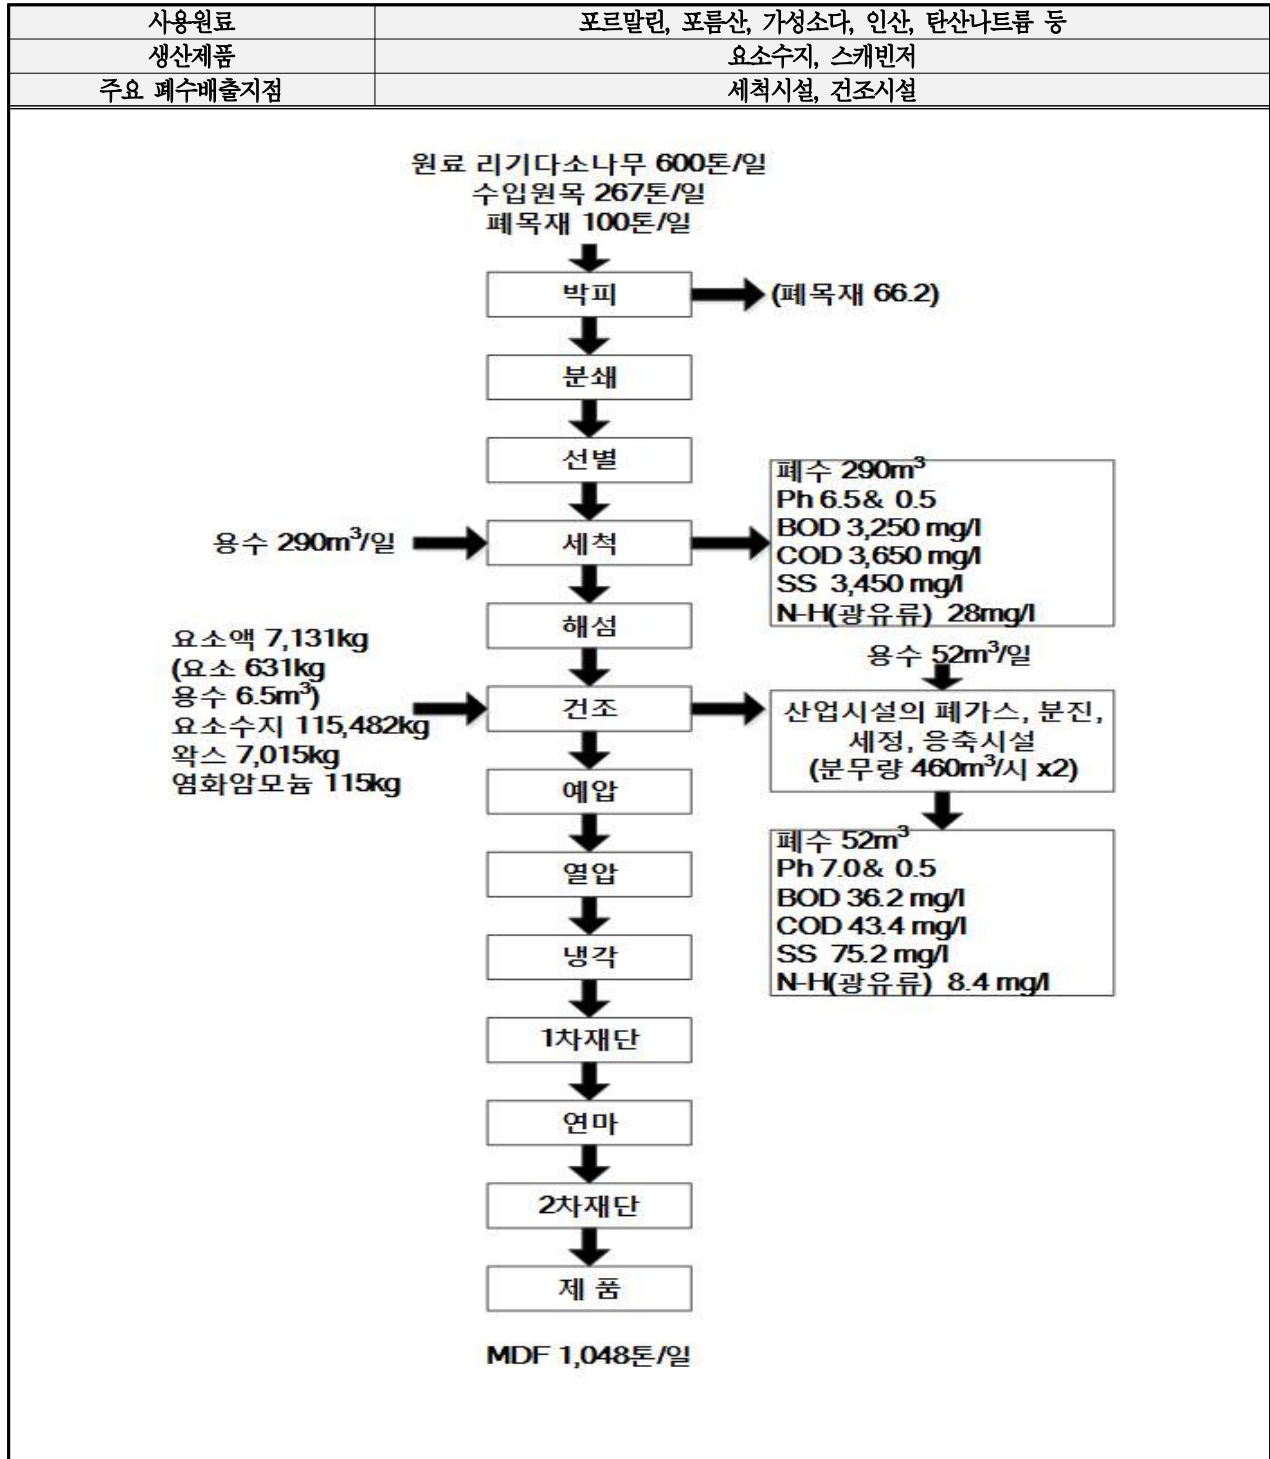 사용원료 포르말린, 포름산, 가성소다, 인산, 탄산나트륨 등
생산제품 요소수지, 스캐빈저
주요 폐수배출지점 세척시설, 건조시설
원료 리기다소나무 600톤/일
수입원목 267톤/일
폐목재 100톤/일
박피
(폐목재 66.2)
분쇄
선별
용수 290m³/일
세척
폐수 290m³
Ph 6.5& 0.5
BOD 3,250 mg/l
COD 3,650 mg/l
SS 3,450 mg/l
N-H(광유류) 28mg/l
해섬
요소액 7,131kg
(요소 631kg
용수 6.5m³)
요소수지 115,482kg
왁스 7,015kg
염화암모늄 115kg
건조
용수 52m³/일
산업시설의 폐가스, 분진,
세정, 응축시설
(분무량 460m³/시 x2)
폐수 52m³
Ph 7.0& 0.5
BOD 36.2 mg/l
COD 43.4 mg/l
SS 75.2 mg/l
N-H(광유류) 8.4 mg/l
예압
열압
냉각
1차재단
연마
2차재단
제 품
MDF 1,048톤/일